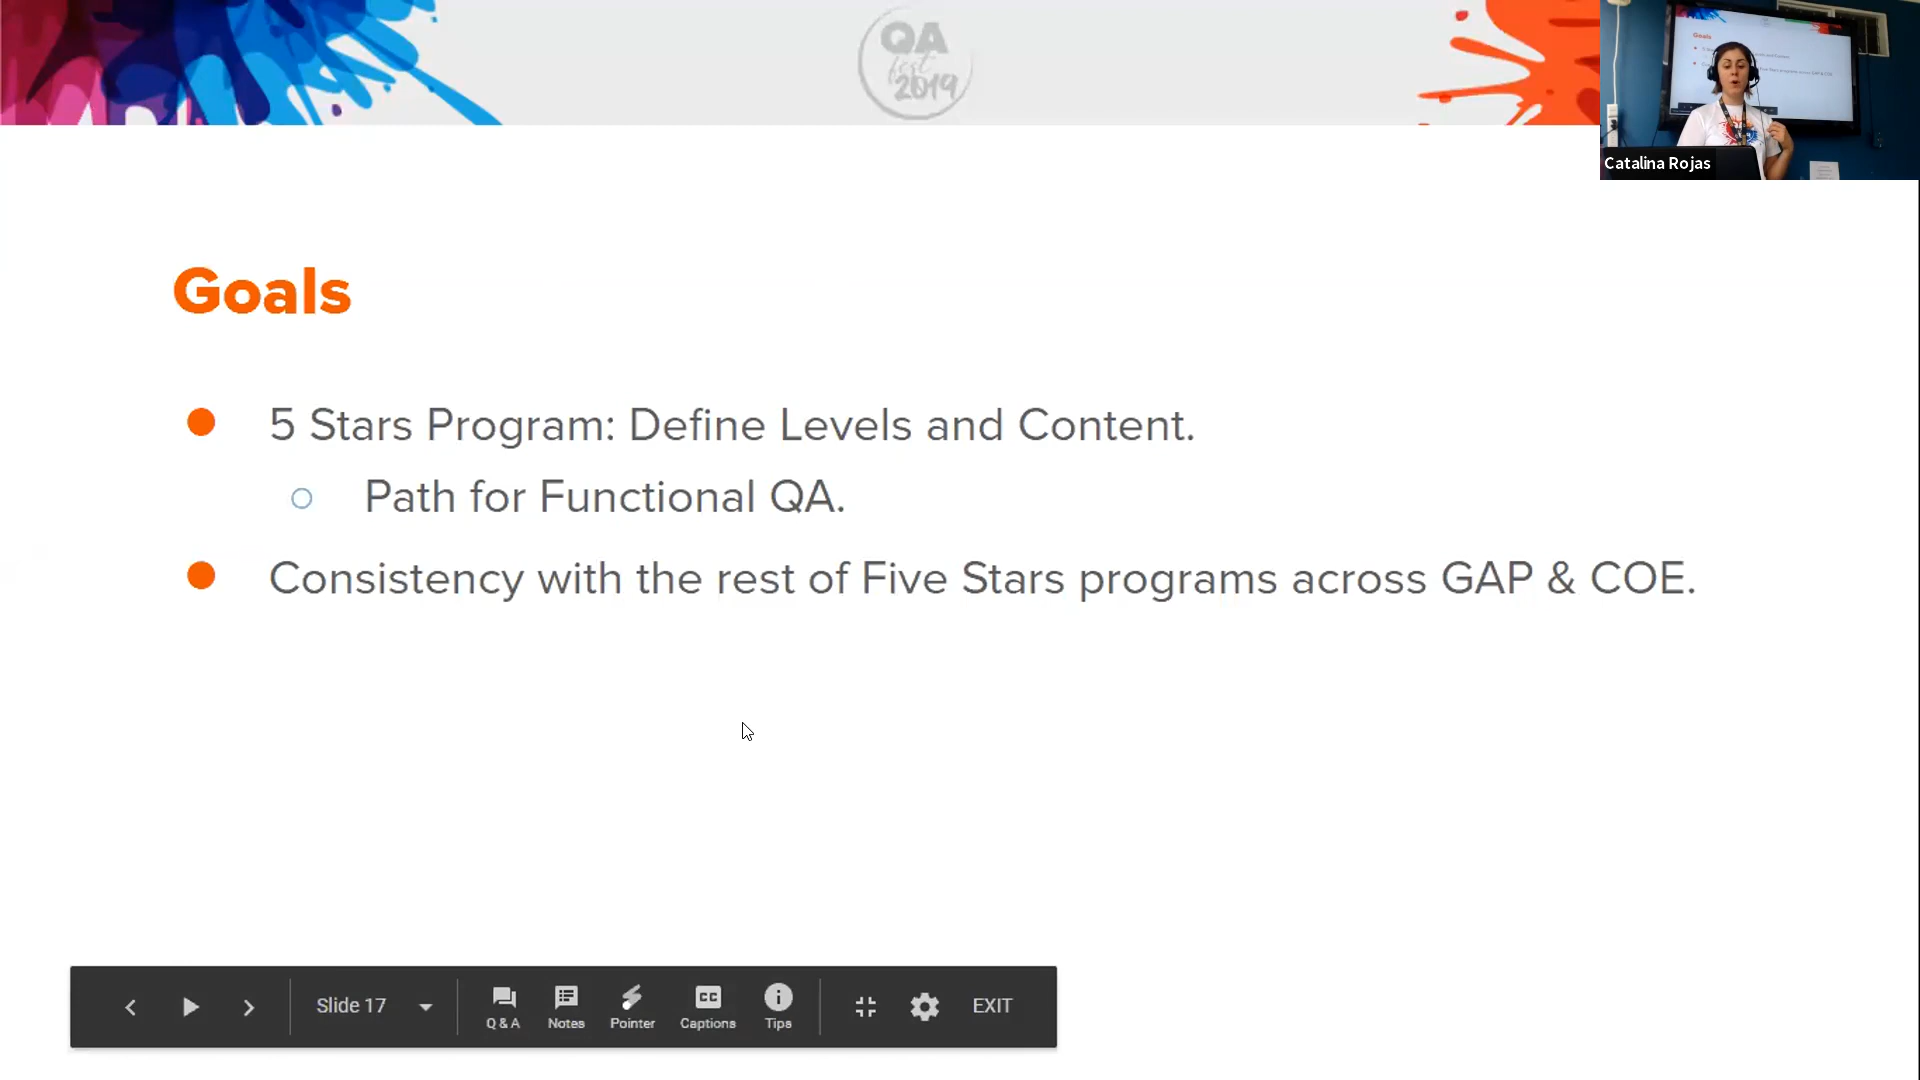 QA
fest
2019
Catalina Rojas
Goals
5 Stars Program: Define Levels and Content.
Path for Functional QA.
Consistency with the rest of Five Stars programs across GAP & COE.
Slide 17
Q & A
Notes
Pointer
Captions
Tips
EXIT